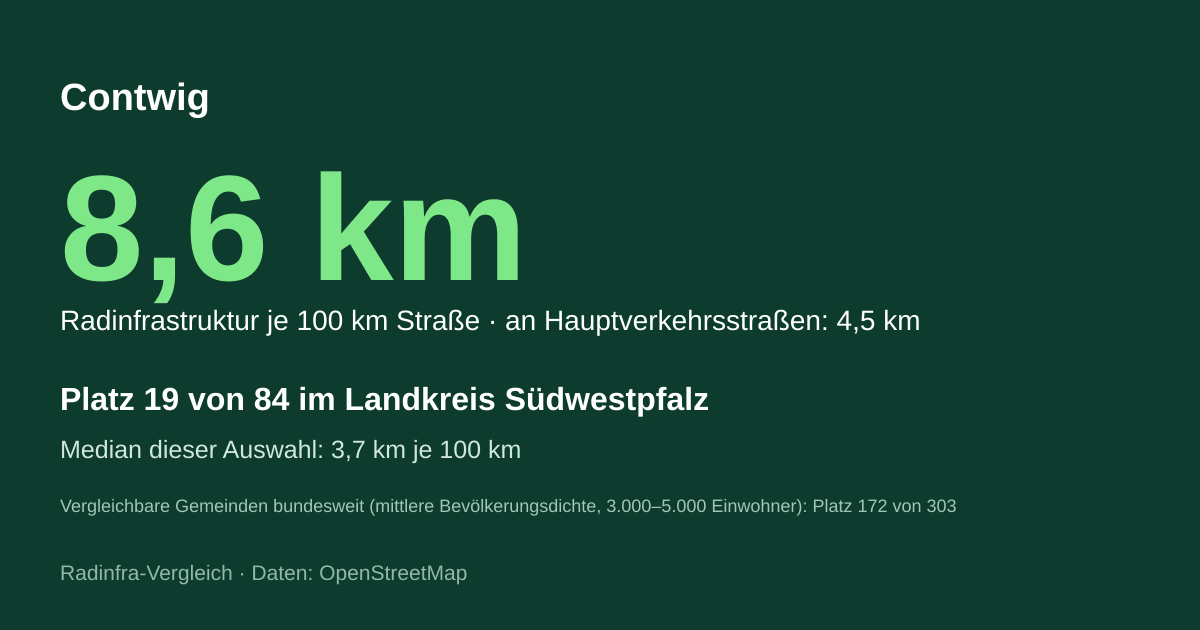 Contwig
8,6 km
Radinfrastruktur je 100 km Straße · an Hauptverkehrsstraßen: 4,5 km
Platz 19 von 84 im Landkreis Südwestpfalz
Median dieser Auswahl: 3,7 km je 100 km
Vergleichbare Gemeinden bundesweit (mittlere Bevölkerungsdichte, 3.000–5.000 Einwohner): Platz 172 von 303
Radinfra-Vergleich · Daten: OpenStreetMap